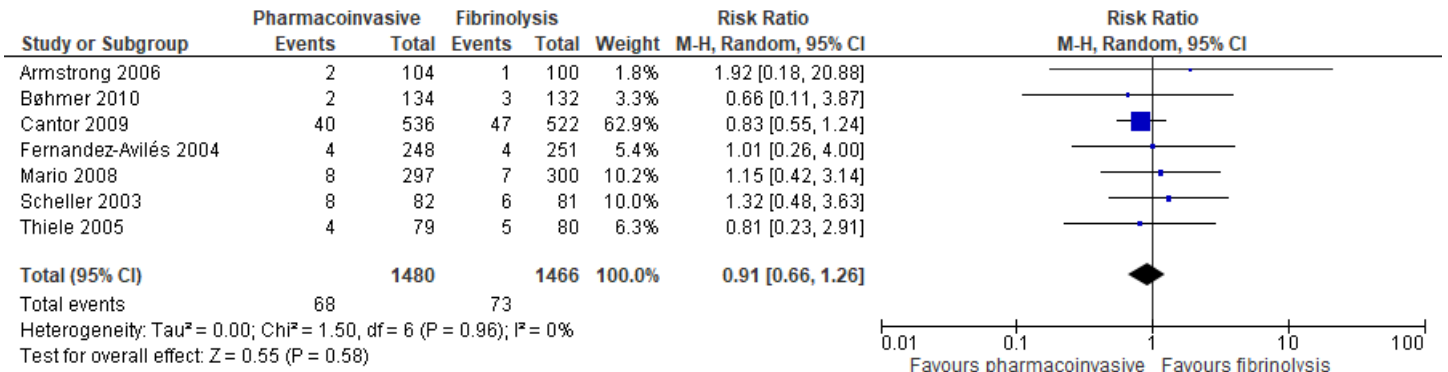 Pharmacoinvasive Fibrinolysis Risk Ratio Risk Ratio
Study or Subgroup Events Total Events Total Weight M-H, Random, 95% CI M-H, Random, 95% CI
Armstrong 2006 2 104 1 100 1.8% 1.92 [0.18, 20.88]
Bøhmer 2010 2 134 3 132 3.3% 0.66 [0.11, 3.87]
Cantor 2009 40 536 47 522 62.9% 0.83 [0.55, 1.24]
Fernandez-Avilés 2004 4 248 4 251 5.4% 1.01 [0.26, 4.00]
Mario 2008 8 297 7 300 10.2% 1.15 [0.42, 3.14]
Scheller 2003 8 82 6 81 10.0% 1.32 [0.48, 3.63]
Thiele 2005 4 79 5 80 6.3% 0.81 [0.23, 2.91]
Total (95% CI) 1480 1466 100.0% 0.91 [0.66, 1.26]
Total events 68 73
Heterogeneity: Tau² = 0.00; Chi² = 1.50, df = 6 (P = 0.96); I² = 0%
Test for overall effect: Z = 0.55 (P = 0.58)
0.01 0.1 1 10 100
Favours pharmacoinvasive Favours fibrinolysis